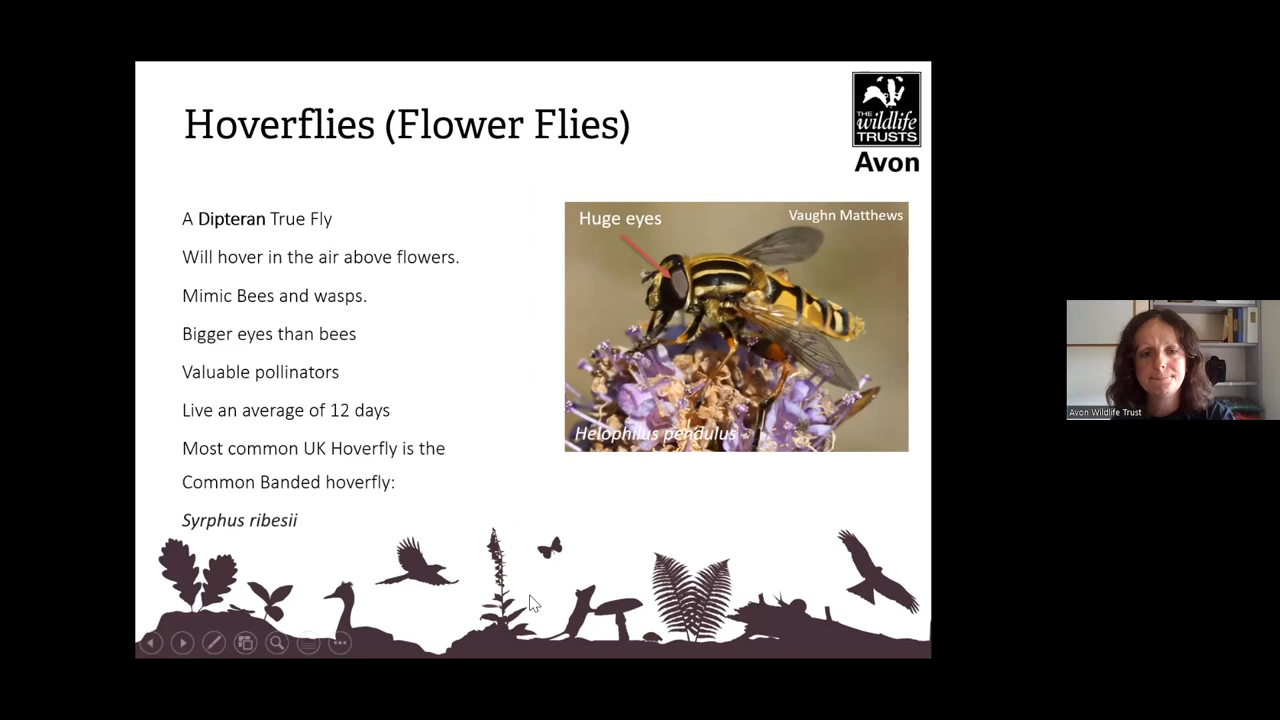 Hoverflies (Flower Flies)
THE
wildlife
TRUSTS
Avon
A Dipteran True Fly
Will hover in the air above flowers.
Mimic Bees and wasps.
Bigger eyes than bees
Valuable pollinators
Live an average of 12 days
Most common UK Hoverfly is the
Common Banded hoverfly:
Syrphus ribesii
Huge eyes
Vaughn Matthews
Helophilus pendulus
Avon Wildlife Trust